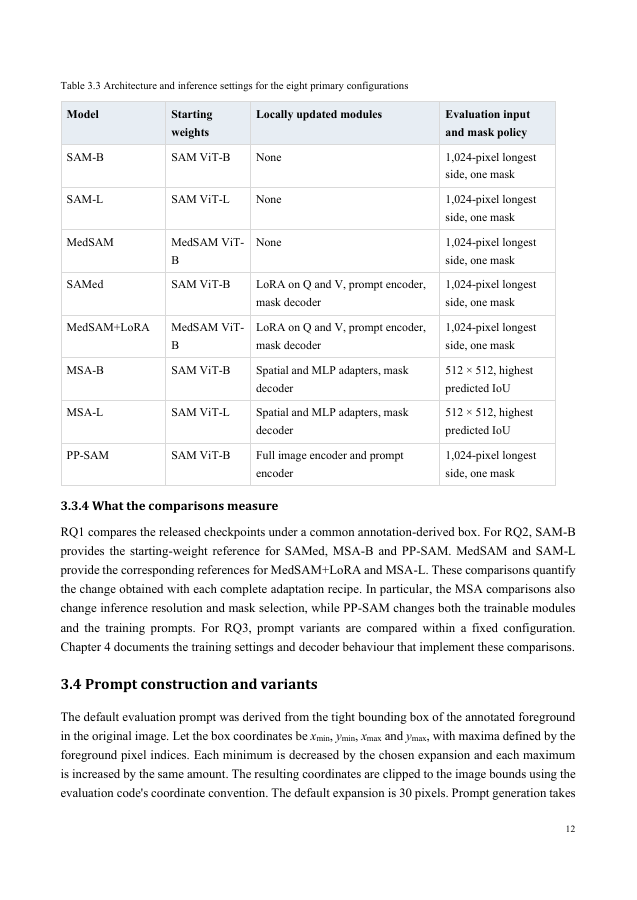 Table 3.3 Architecture and inference settings for the eight primary configurations
Model Starting weights Locally updated modules Evaluation input and mask policy
SAM-B SAM ViT-B None 1,024-pixel longest side, one mask
SAM-L SAM ViT-L None 1,024-pixel longest side, one mask
MedSAM MedSAM ViT-B None 1,024-pixel longest side, one mask
SAMed SAM ViT-B LoRA on Q and V, prompt encoder, mask decoder 1,024-pixel longest side, one mask
MedSAM+LoRA MedSAM ViT-B LoRA on Q and V, prompt encoder, mask decoder 1,024-pixel longest side, one mask
MSA-B SAM ViT-B Spatial and MLP adapters, mask decoder 512 × 512, highest predicted IoU
MSA-L SAM ViT-L Spatial and MLP adapters, mask decoder 512 × 512, highest predicted IoU
PP-SAM SAM ViT-B Full image encoder and prompt encoder 1,024-pixel longest side, one mask
3.3.4 What the comparisons measure
RQ1 compares the released checkpoints under a common annotation-derived box. For RQ2, SAM-B
provides the starting-weight reference for SAMed, MSA-B and PP-SAM. MedSAM and SAM-L
provide the corresponding references for MedSAM+LoRA and MSA-L. These comparisons quantify
the change obtained with each complete adaptation recipe. In particular, the MSA comparisons also
change inference resolution and mask selection, while PP-SAM changes both the trainable modules
and the training prompts. For RQ3, prompt variants are compared within a fixed configuration.
Chapter 4 documents the training settings and decoder behaviour that implement these comparisons.
3.4 Prompt construction and variants
The default evaluation prompt was derived from the tight bounding box of the annotated foreground
in the original image. Let the box coordinates be xmin, ymin, xmax and ymax, with maxima defined by the
foreground pixel indices. Each minimum is decreased by the chosen expansion and each maximum
is increased by the same amount. The resulting coordinates are clipped to the image bounds using the
evaluation code's coordinate convention. The default expansion is 30 pixels. Prompt generation takes
12